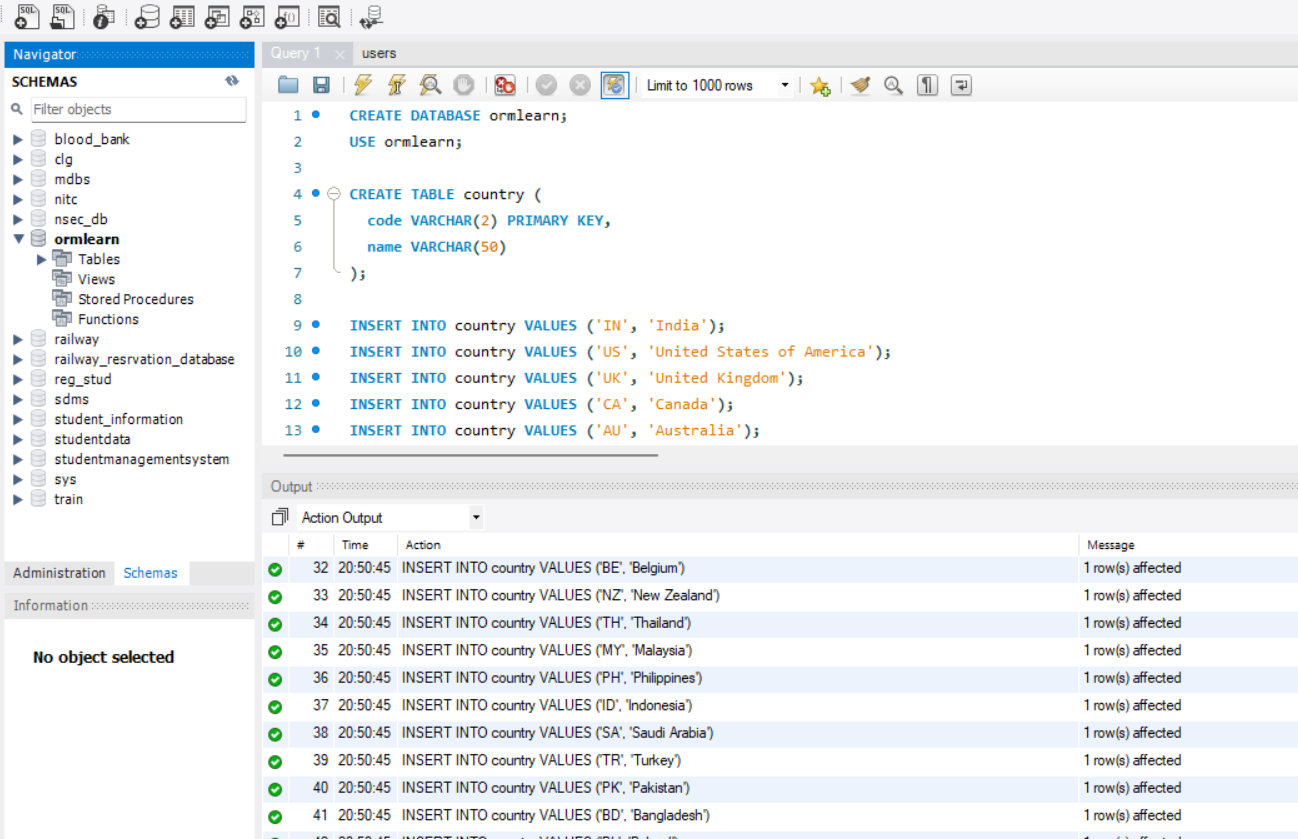 Navigator
SCHEMAS
Filter objects
blood_bank
clg
mdbs
nitc
nsec_db
ormlearn
Tables
Views
Stored Procedures
Functions
railway
railway_resrvation_database
reg_stud
sdms
student_information
studentdata
studentmanagementsystem
sys
train
Administration Schemas
Information
No object selected
Query 1 users
Limit to 1000 rows
1 CREATE DATABASE ormlearn;
2 USE ormlearn;
3
4 CREATE TABLE country (
5 code VARCHAR(2) PRIMARY KEY,
6 name VARCHAR(50)
7 );
8
9 INSERT INTO country VALUES ('IN', 'India');
10 INSERT INTO country VALUES ('US', 'United States of America');
11 INSERT INTO country VALUES ('UK', 'United Kingdom');
12 INSERT INTO country VALUES ('CA', 'Canada');
13 INSERT INTO country VALUES ('AU', 'Australia');
Output
Action Output
# Time Action Message
32 20:50:45 INSERT INTO country VALUES ('BE', 'Belgium') 1 row(s) affected
33 20:50:45 INSERT INTO country VALUES ('NZ', 'New Zealand') 1 row(s) affected
34 20:50:45 INSERT INTO country VALUES ('TH', 'Thailand') 1 row(s) affected
35 20:50:45 INSERT INTO country VALUES ('MY', 'Malaysia') 1 row(s) affected
36 20:50:45 INSERT INTO country VALUES ('PH', 'Philippines') 1 row(s) affected
37 20:50:45 INSERT INTO country VALUES ('ID', 'Indonesia') 1 row(s) affected
38 20:50:45 INSERT INTO country VALUES ('SA', 'Saudi Arabia') 1 row(s) affected
39 20:50:45 INSERT INTO country VALUES ('TR', 'Turkey') 1 row(s) affected
40 20:50:45 INSERT INTO country VALUES ('PK', 'Pakistan') 1 row(s) affected
41 20:50:45 INSERT INTO country VALUES ('BD', 'Bangladesh') 1 row(s) affected